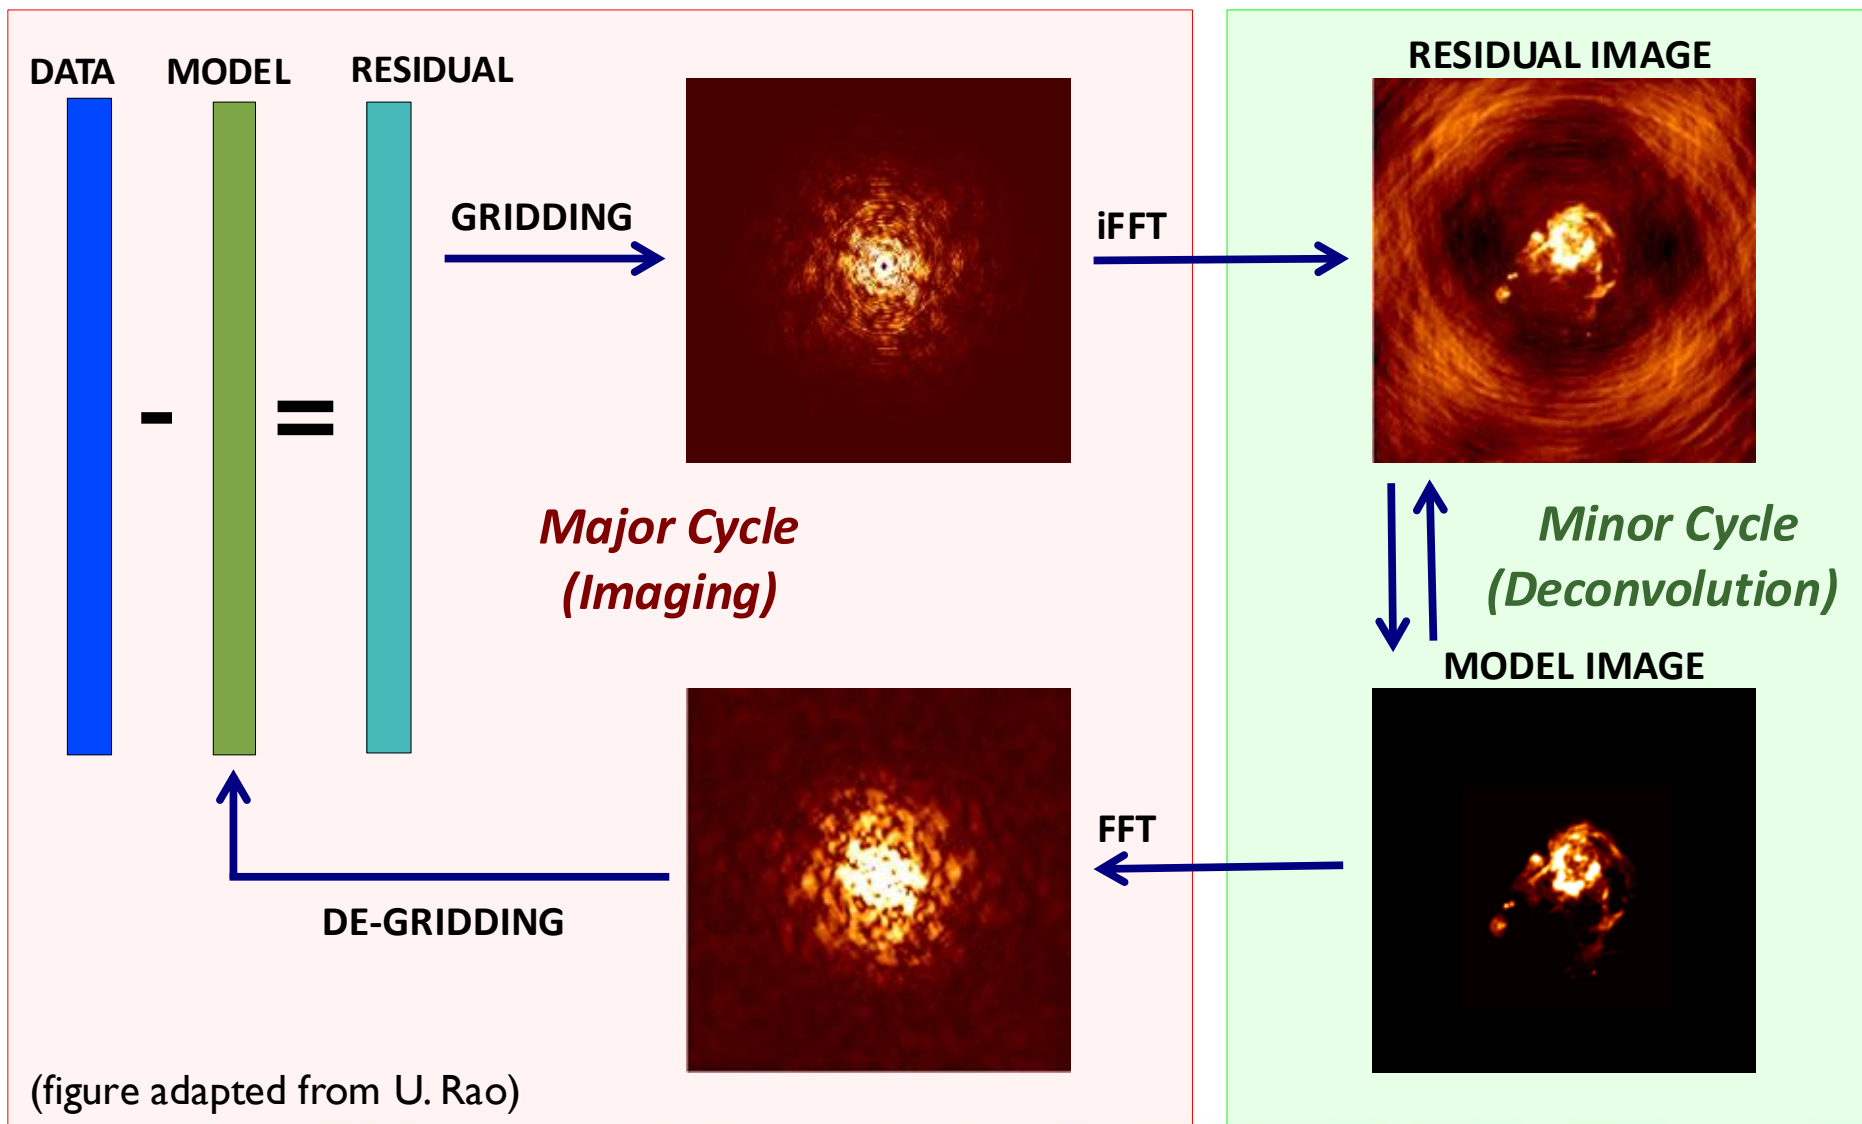 DATA
MODEL
RESIDUAL
GRIDDING
iFFT
RESIDUAL IMAGE
Major Cycle
(Imaging)
Minor Cycle
(Deconvolution)
MODEL IMAGE
FFT
DE-GRIDDING
(figure adapted from U. Rao)